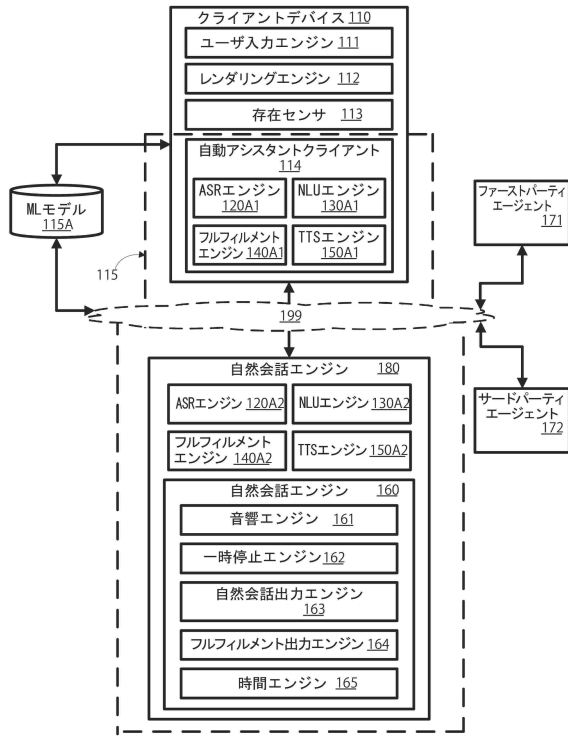 クライアントデバイス 110
ユーザ入力エンジン 111
レンダリングエンジン 112
存在センサ 113
自動アシスタントクライアント
114
ASRエンジン
120A1
NLUエンジン
130A1
フルフィルメント
エンジン 140A1
TTSエンジン
150A1
MLモデル
115A
115
ファーストパーティ
エージェント
171
199
サードパーティ
エージェント
172
自然会話エンジン 180
ASRエンジン 120A2
NLUエンジン 130A2
フルフィルメント
エンジン 140A2
TTSエンジン 150A2
自然会話エンジン 160
音響エンジン 161
一時停止エンジン 162
自然会話出力エンジン
163
フルフィルメント出力エンジン 164
時間エンジン 165